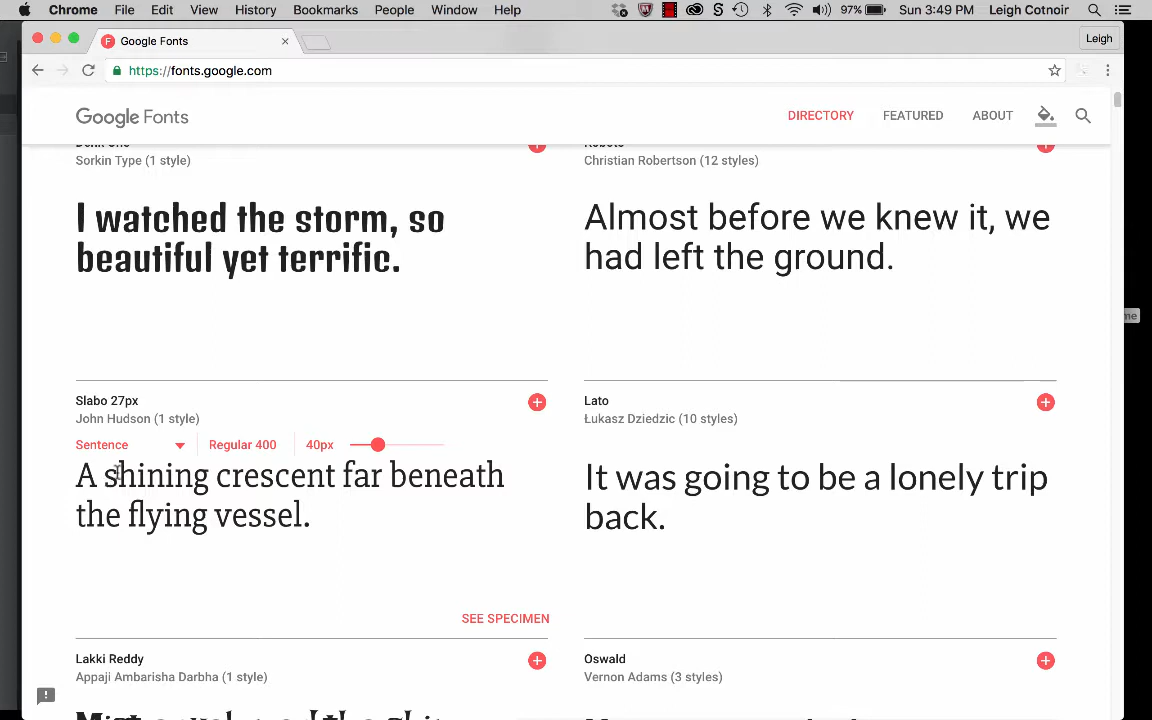 Chrome File Edit View History Bookmarks People Window Help 97% Sun 3:49 PM Leigh Cotnoir
Google Fonts
Leigh
https://fonts.google.com
Google Fonts DIRECTORY FEATURED ABOUT
Sorkin Type (1 style)
I watched the storm, so
beautiful yet terrific.
Roboto
Christian Robertson (12 styles)
Almost before we knew it, we
had left the ground.
me
Slabo 27px
John Hudson (1 style)
Sentence Regular 400 40px
A shining crescent far beneath
the flying vessel.
SEE SPECIMEN
Lato
Łukasz Dziedzic (10 styles)
It was going to be a lonely trip
back.
Lakki Reddy
Appaji Ambarisha Darbha (1 style)
Oswald
Vernon Adams (3 styles)